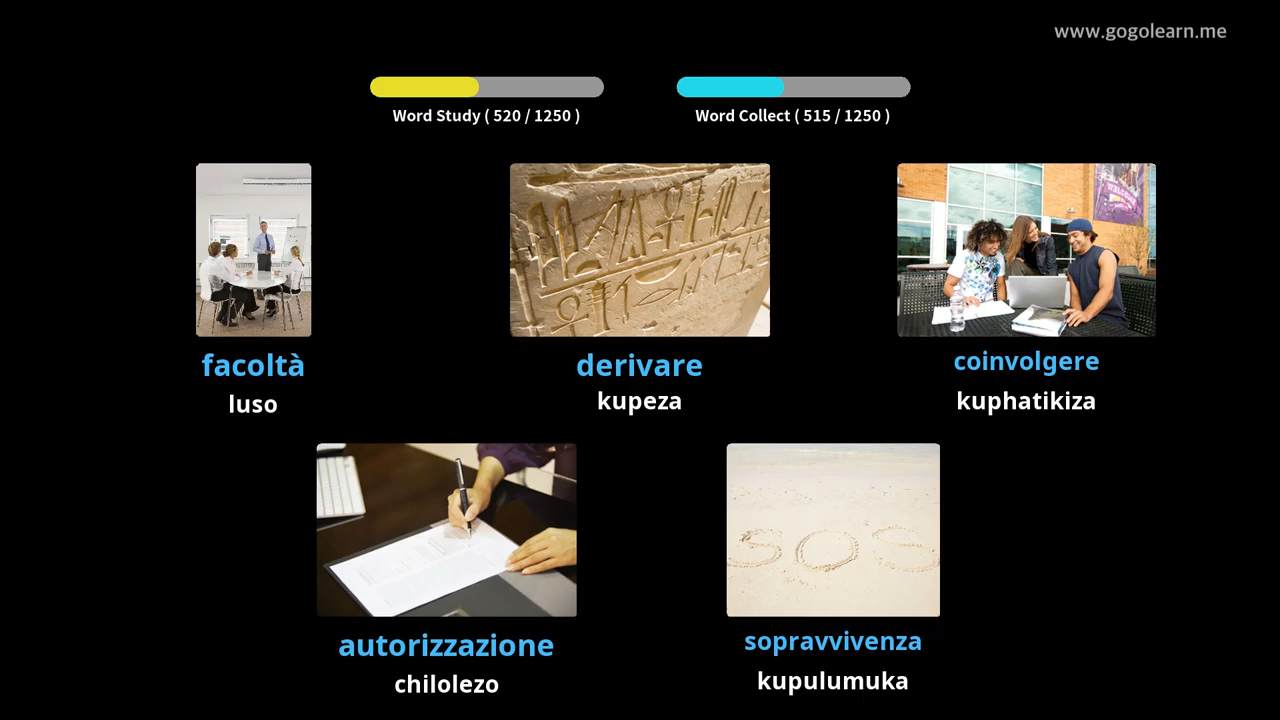 www.gogolearn.me
Word Study ( 520 / 1250 )
Word Collect ( 515 / 1250 )
facoltà
luso
derivare
kupeza
coinvolgere
kuphatikiza
SOS
autorizzazione
chilolezo
sopravvivenza
kupulumuka